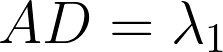 AD = λ₁